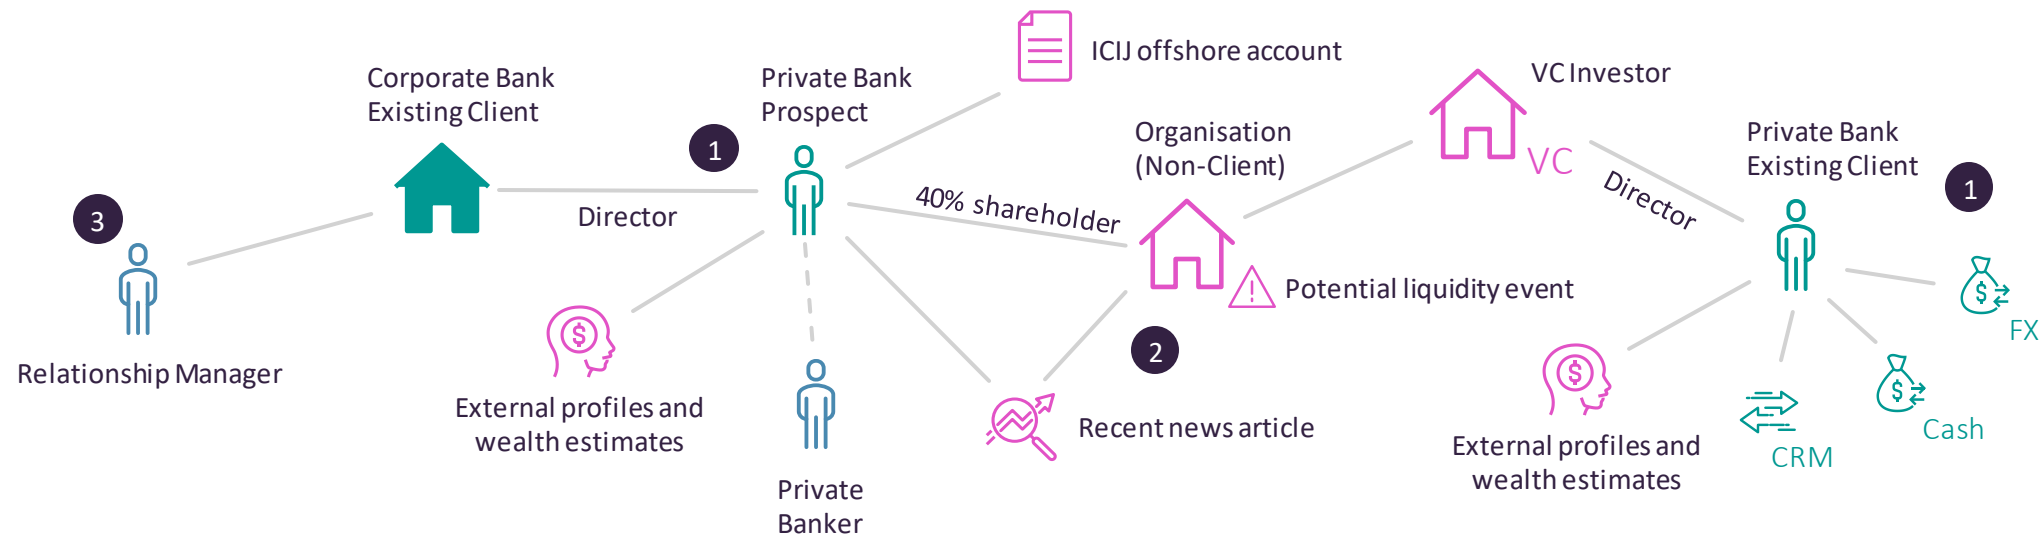 3
Relationship Manager
Corporate Bank
Existing Client
Director
1
Private Bank
Prospect
External profiles and
wealth estimates
$
Private
Banker
ICIJ offshore account
40% shareholder
Organisation
(Non-Client)
Potential liquidity event
2
Recent news article
VC Investor
VC
Director
Private Bank
Existing Client
1
$
FX
$
Cash
CRM
$
External profiles and
wealth estimates